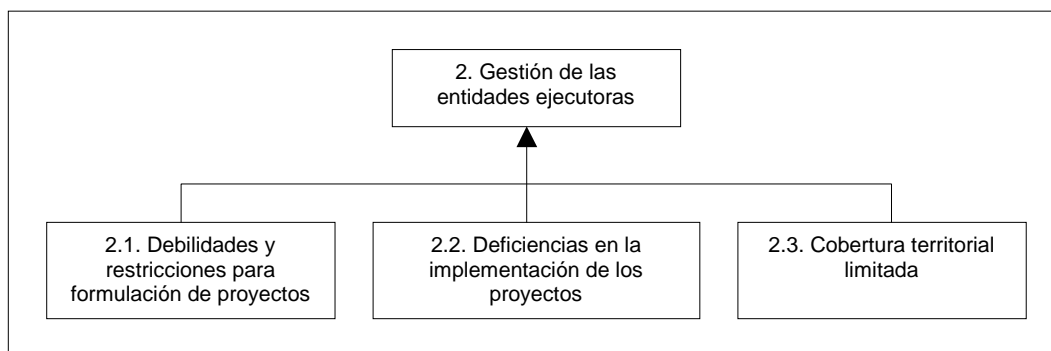 2. Gestión de las
entidades ejecutoras
2.1. Debilidades y
restricciones para
formulación de proyectos
2.2. Deficiencias en la
implementación de los
proyectos
2.3. Cobertura territorial
limitada